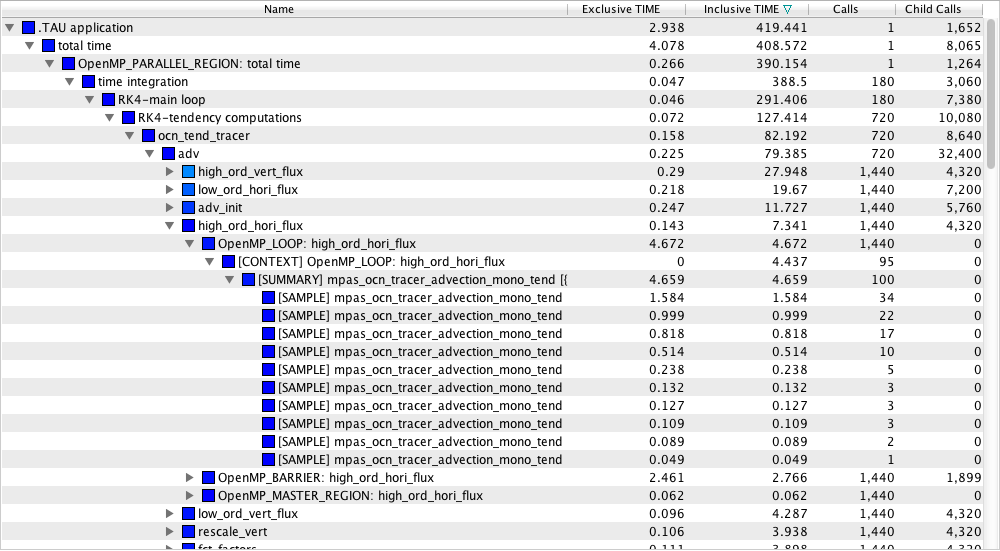 Name Exclusive TIME Inclusive TIME ▽ Calls Child Calls
.TAU application 2.938 419.441 1 1,652
total time 4.078 408.572 1 8,065
OpenMP_PARALLEL_REGION: total time 0.266 390.154 1 1,264
time integration 0.047 388.5 180 3,060
RK4-main loop 0.046 291.406 180 7,380
RK4-tendency computations 0.072 127.414 720 10,080
ocn_tend_tracer 0.158 82.192 720 8,640
adv 0.225 79.385 720 32,400
high_ord_vert_flux 0.29 27.948 1,440 4,320
low_ord_hori_flux 0.218 19.67 1,440 7,200
adv_init 0.247 11.727 1,440 5,760
high_ord_hori_flux 0.143 7.341 1,440 4,320
OpenMP_LOOP: high_ord_hori_flux 4.672 4.672 1,440 0
[CONTEXT] OpenMP_LOOP: high_ord_hori_flux 0 4.437 95 0
[SUMMARY] mpas_ocn_tracer_advection_mono_tend [{ 4.659 4.659 100 0
[SAMPLE] mpas_ocn_tracer_advection_mono_tend 1.584 1.584 34 0
[SAMPLE] mpas_ocn_tracer_advection_mono_tend 0.999 0.999 22 0
[SAMPLE] mpas_ocn_tracer_advection_mono_tend 0.818 0.818 17 0
[SAMPLE] mpas_ocn_tracer_advection_mono_tend 0.514 0.514 10 0
[SAMPLE] mpas_ocn_tracer_advection_mono_tend 0.238 0.238 5 0
[SAMPLE] mpas_ocn_tracer_advection_mono_tend 0.132 0.132 3 0
[SAMPLE] mpas_ocn_tracer_advection_mono_tend 0.127 0.127 3 0
[SAMPLE] mpas_ocn_tracer_advection_mono_tend 0.109 0.109 3 0
[SAMPLE] mpas_ocn_tracer_advection_mono_tend 0.089 0.089 2 0
[SAMPLE] mpas_ocn_tracer_advection_mono_tend 0.049 0.049 1 0
OpenMP_BARRIER: high_ord_hori_flux 2.461 2.766 1,440 1,899
OpenMP_MASTER_REGION: high_ord_hori_flux 0.062 0.062 1,440 0
low_ord_vert_flux 0.096 4.287 1,440 4,320
rescale_vert 0.106 3.938 1,440 4,320